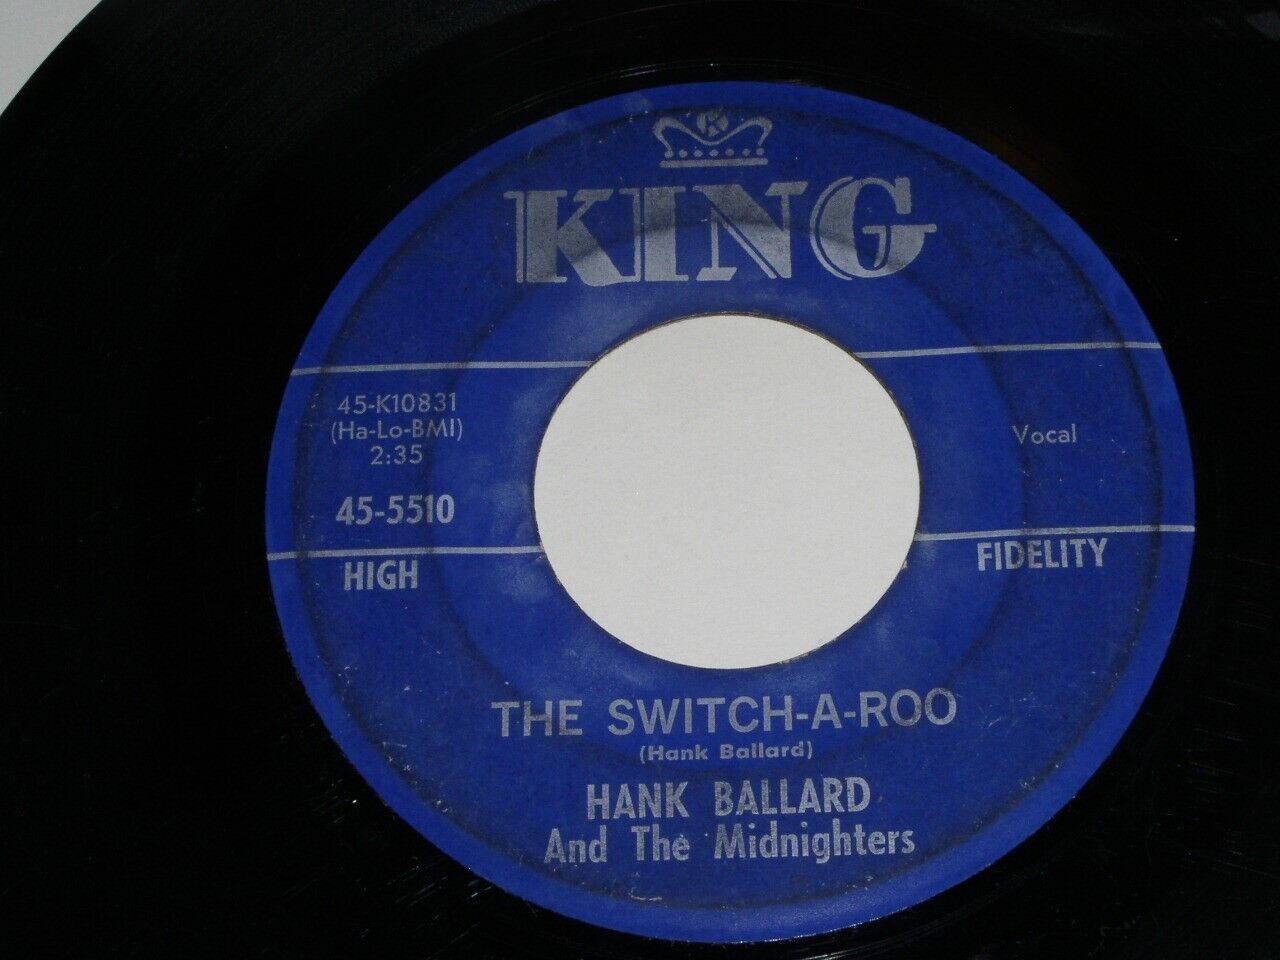 K
KING
45-K10831
(Ha-Lo-BMI)
2:35
45-5510
Vocal
HIGH FIDELITY
THE SWITCH-A-ROO
(Hank Ballard)
HANK BALLARD
And The Midnighters